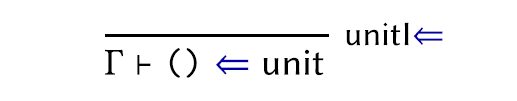 unitI⇐
Γ ⊢ () ⇐ unit